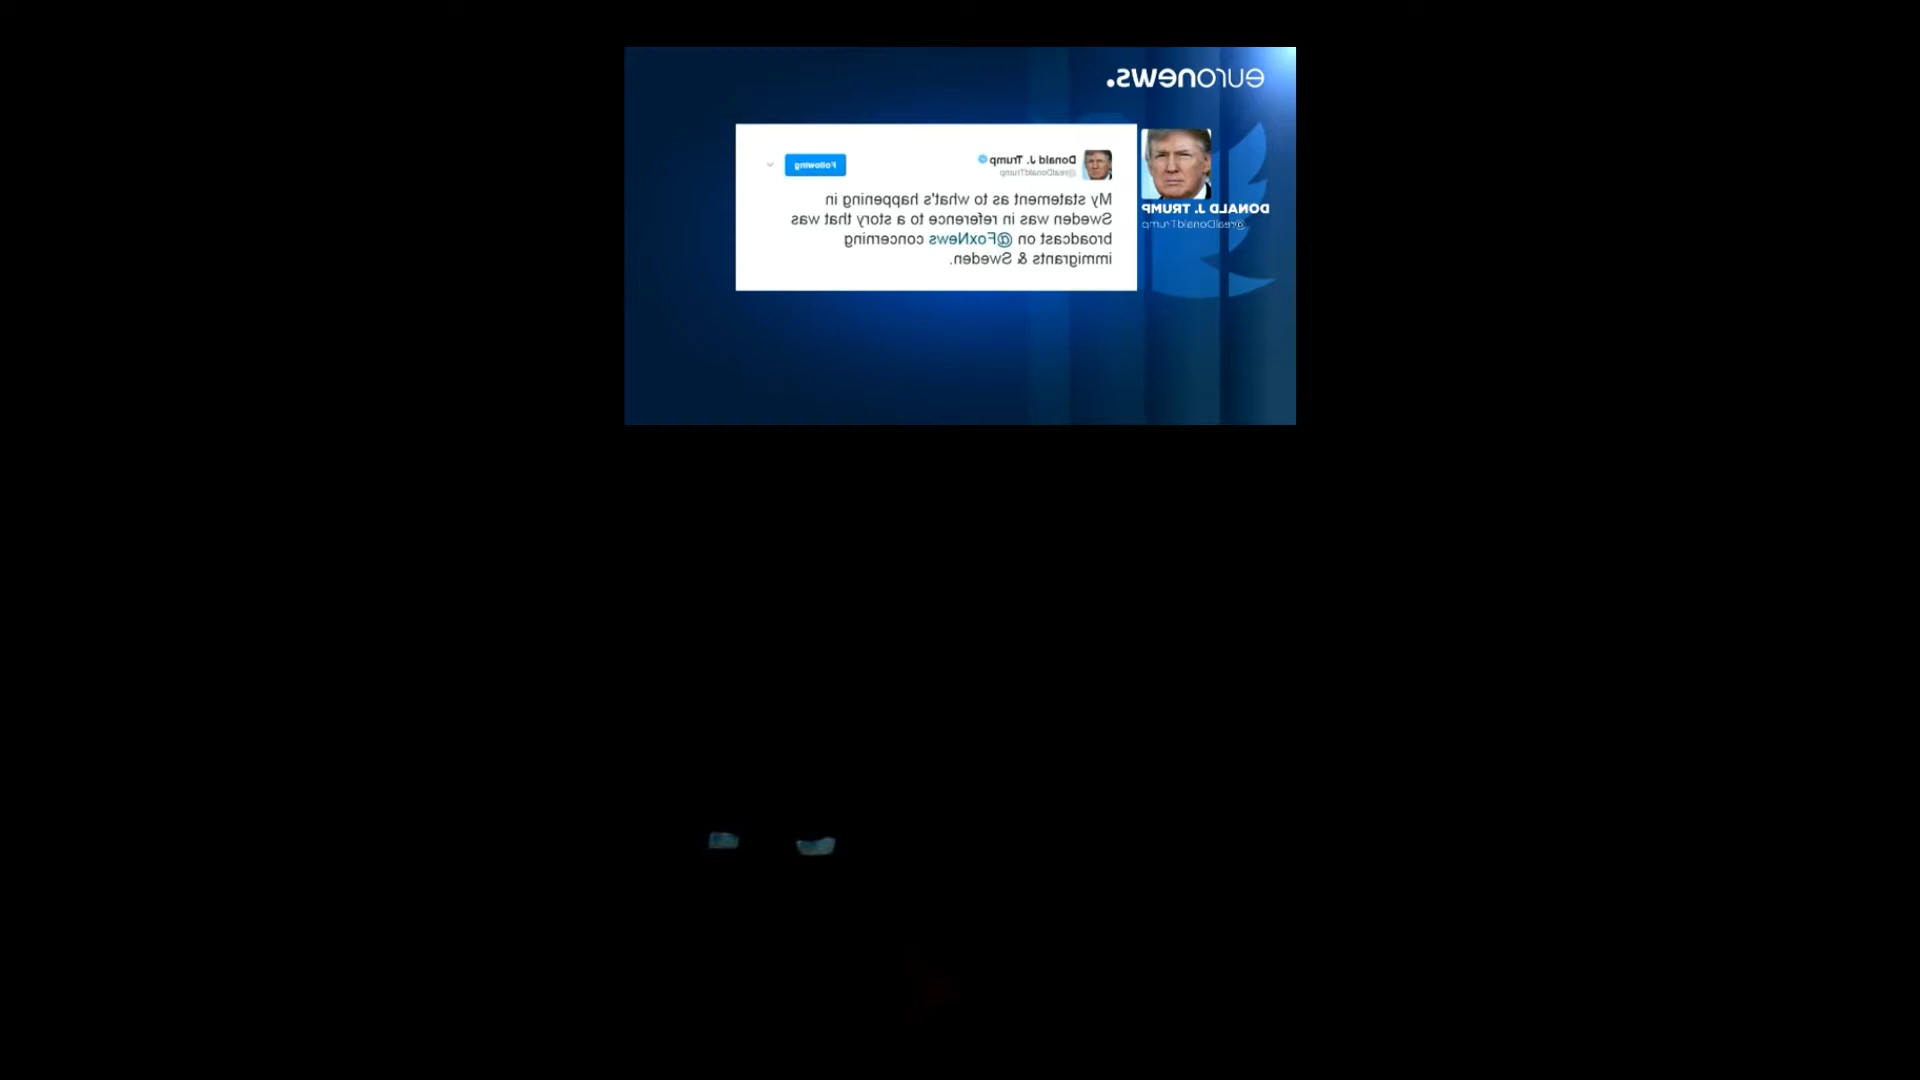 euronews.
DONALD J. TRUMP
@realDonaldTrump
Donald J. Trump
@realDonaldTrump
Following
My statement as to what's happening in
Sweden was in reference to a story that was
broadcast on @FoxNews concerning
immigrants & Sweden.